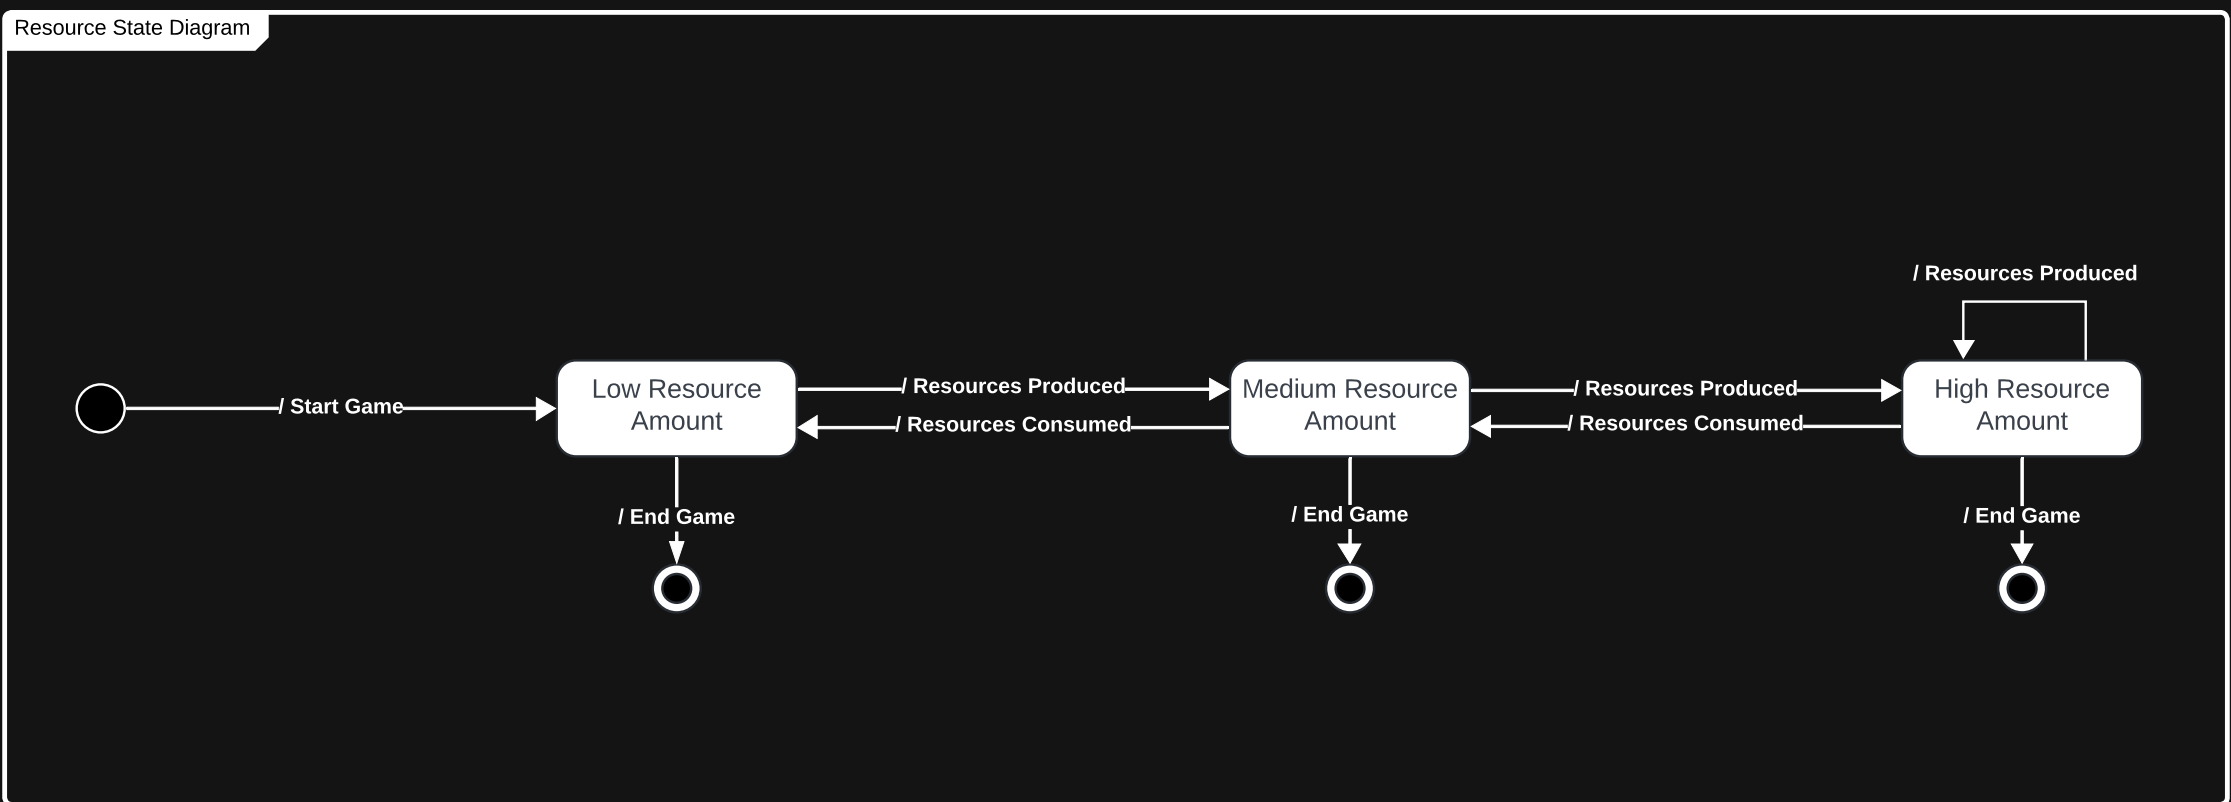 Resource State Diagram
/ Resources Produced
/ Start Game
Low Resource
Amount
/ Resources Produced
/ Resources Consumed
Medium Resource
Amount
/ Resources Produced
/ Resources Consumed
High Resource
Amount
/ End Game
/ End Game
/ End Game